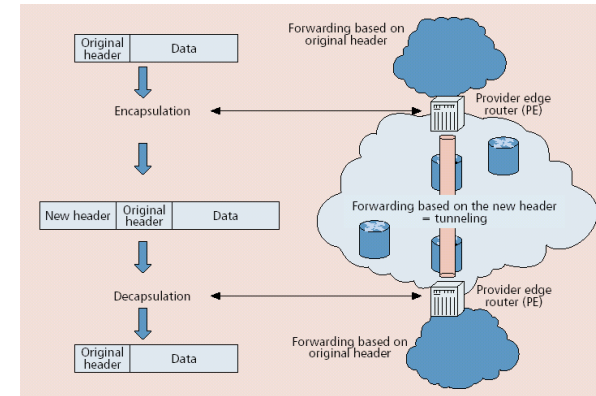 Original
header
Data
Encapsulation
New header
Original
header
Data
Decapsulation
Original
header
Data
Forwarding based on
original header
Provider edge
router (PE)
Forwarding based on the new header
= tunneling
Provider edge
router (PE)
Forwarding based on
original header